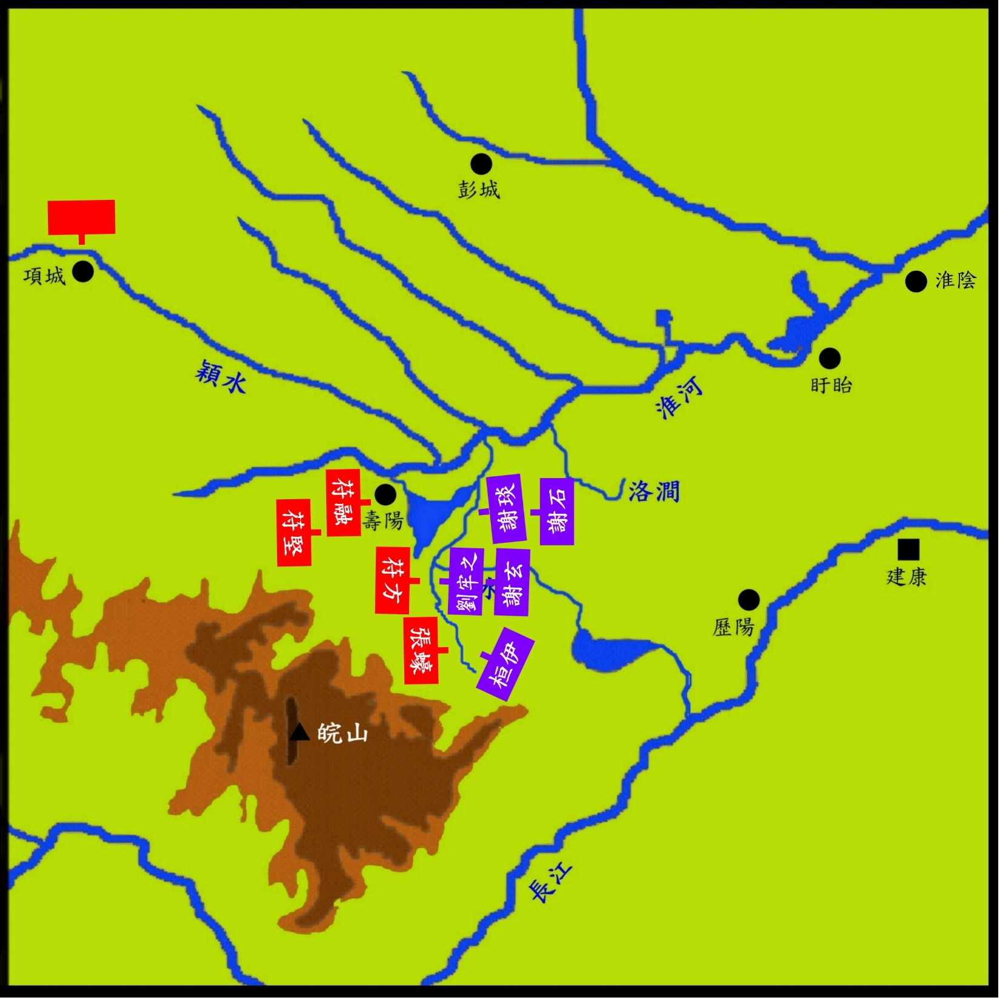 彭城
項城
淮陰
穎水
盱眙
淮河
洛澗
苻融
壽陽
苻堅
謝琰
謝石
建康
苻方
劉牢之
水
謝玄
歷陽
張蠔
桓伊
皖山
長江